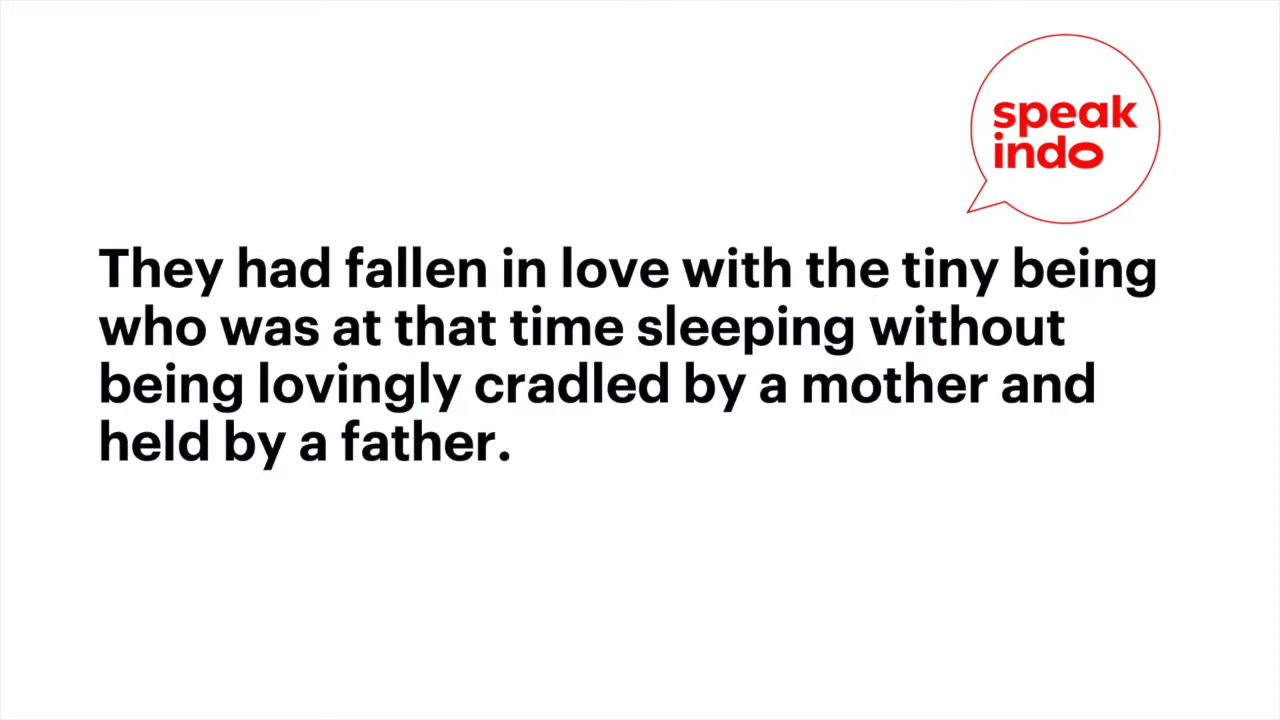 speak
indo
They had fallen in love with the tiny being
who was at that time sleeping without
being lovingly cradled by a mother and
held by a father.